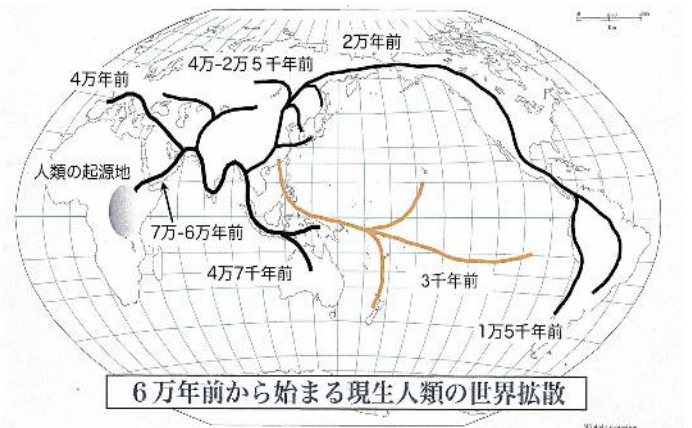 2万年前
4万-2万5千年前
4万年前
人類の起源地
7万-6万年前
4万7千年前
3千年前
1万5千年前
6万年前から始まる現生人類の世界拡散